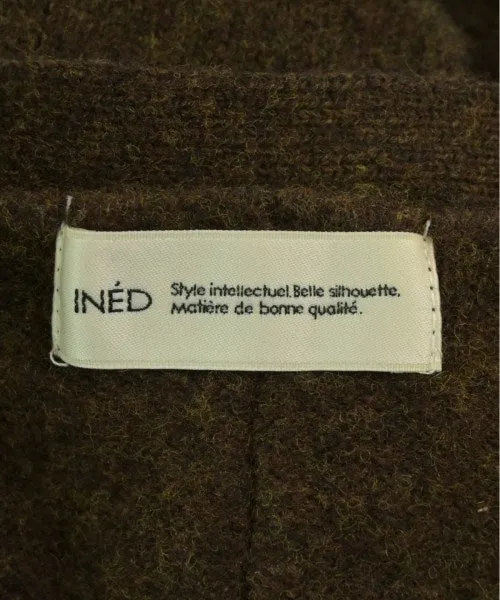 INÉD
Style intellectuel. Belle silhouette.
Matière de bonne qualité.